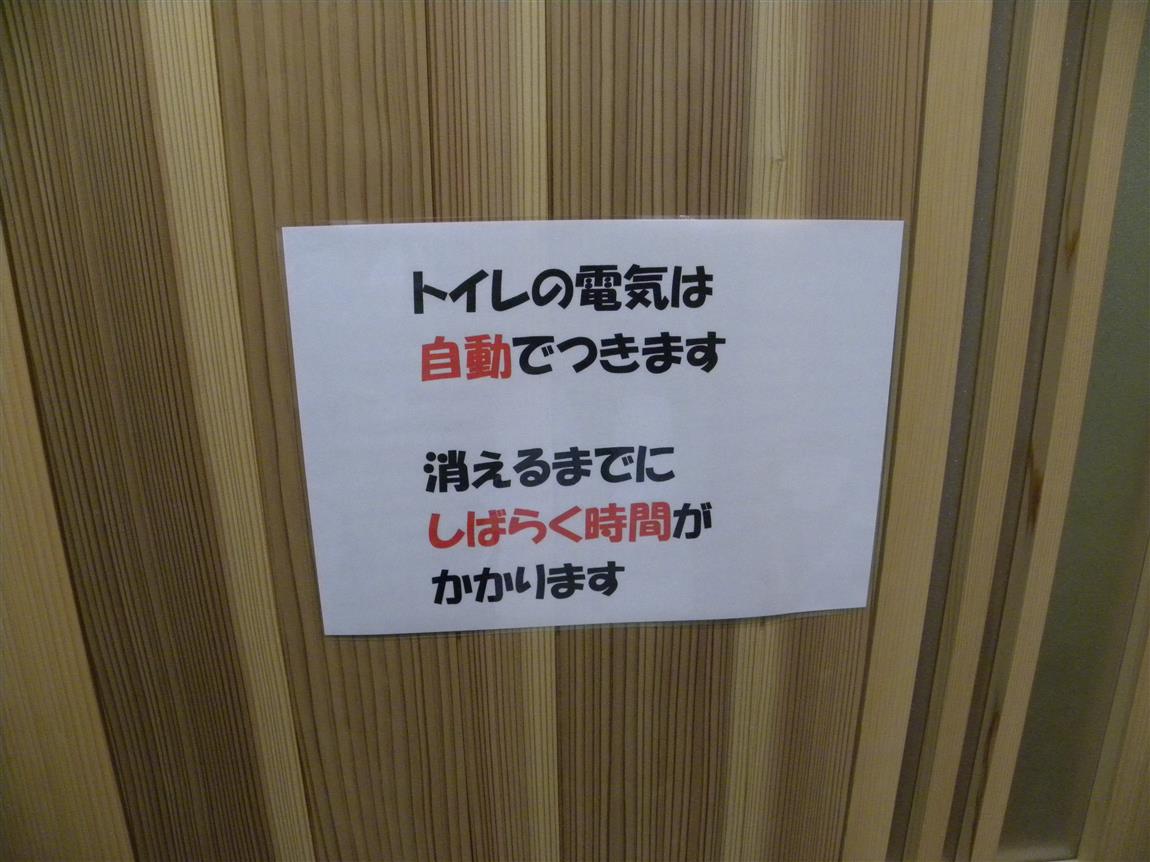 トイレの電気は
自動でつきます
消えるまでに
しばらく時間が
かかります